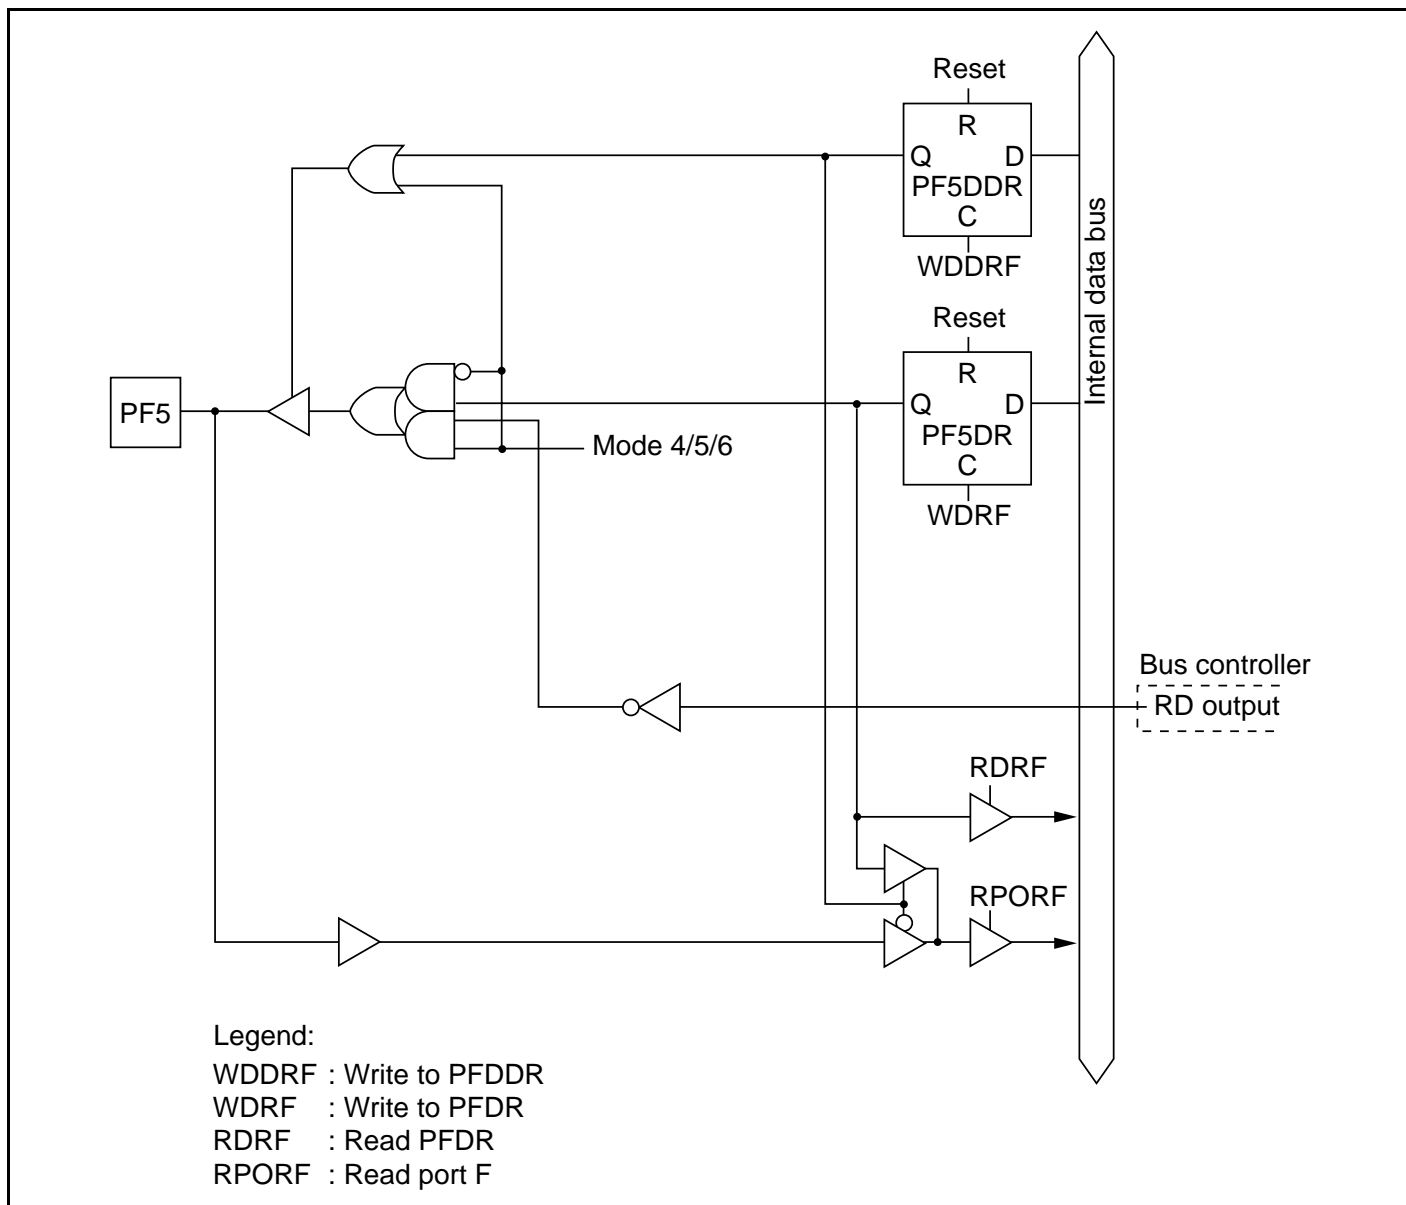 Reset
R
Q D
PF5DDR
C
WDDRF
Internal data bus
Reset
R
Q D
PF5DR
C
WDRF
PF5
Mode 4/5/6
Bus controller
RD output
RDRF
RPORF
Legend:
WDDRF : Write to PFDDR
WDRF : Write to PFDR
RDRF : Read PFDR
RPORF : Read port F